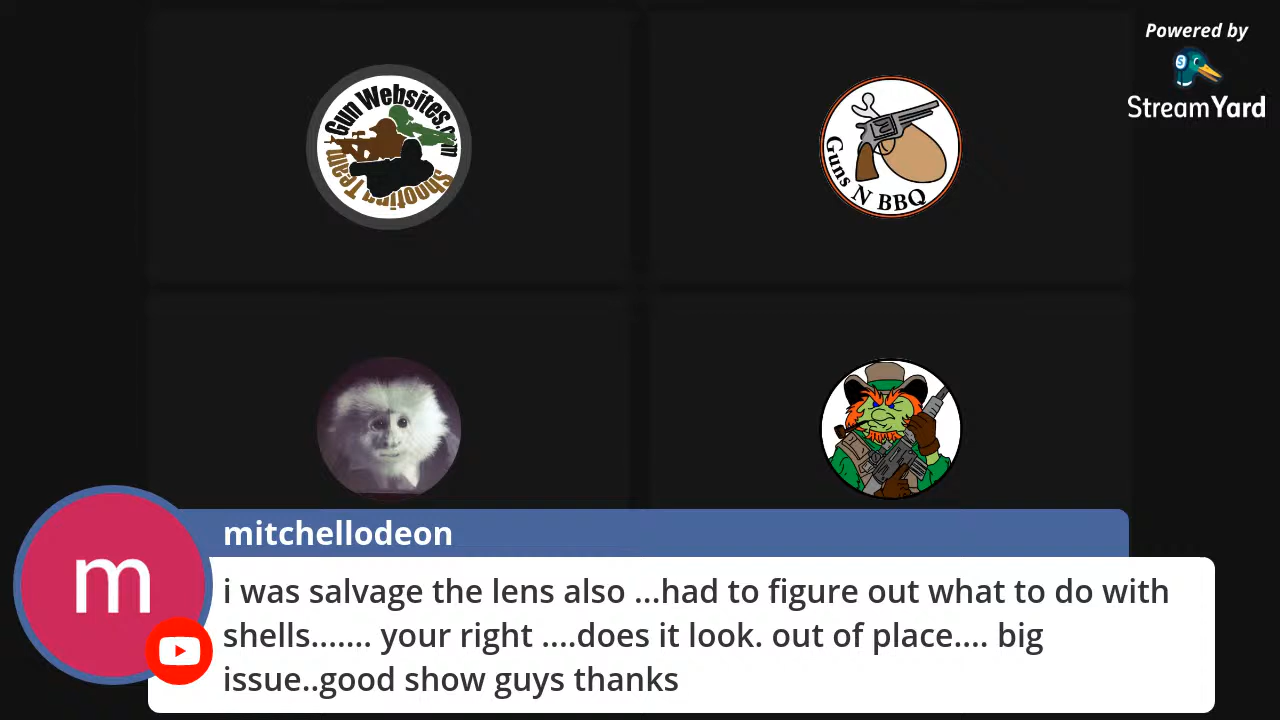 Powered by
StreamYard
Gun Websites.com
Shooting Team
Guns N BBQ
mitchellodeon
m
i was salvage the lens also ...had to figure out what to do with
shells....... your right ....does it look. out of place.... big
issue..good show guys thanks